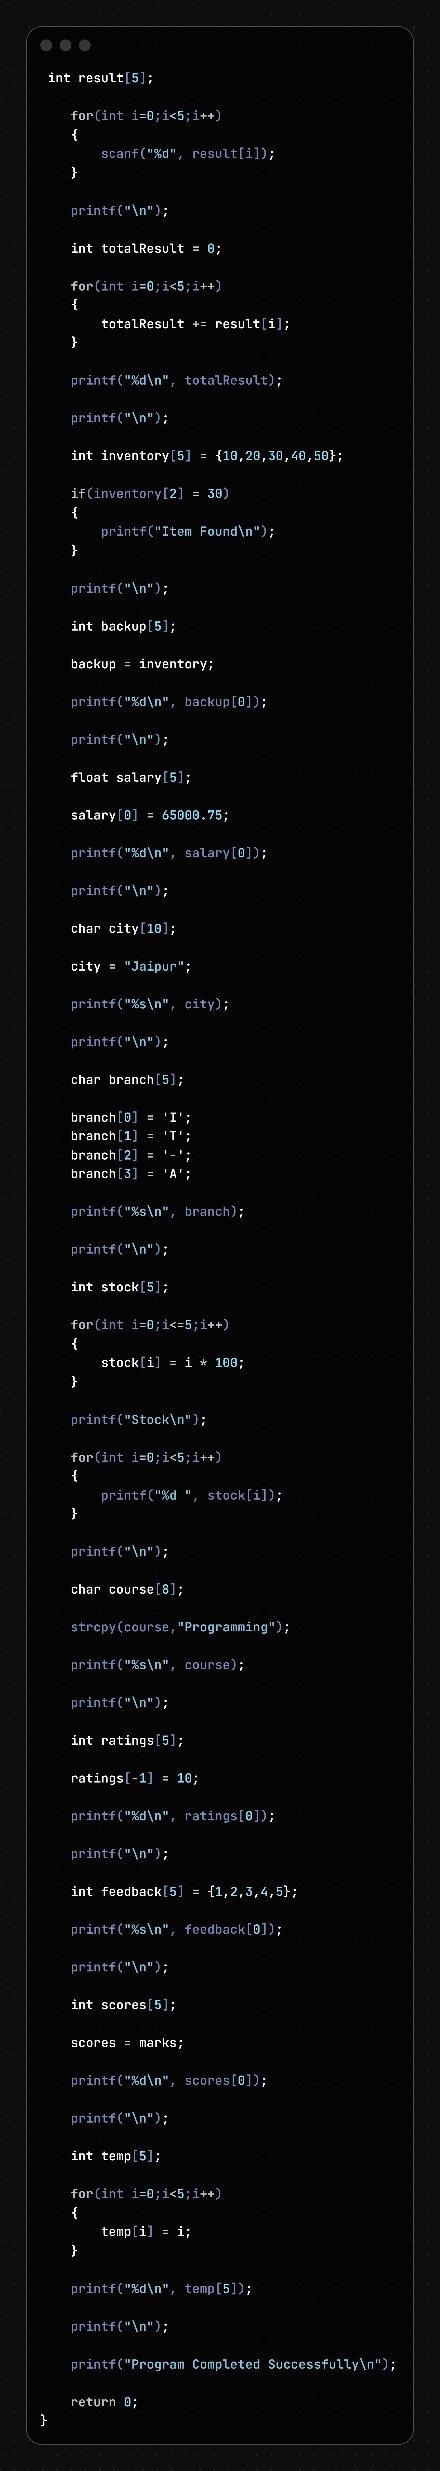 int result[5];
for(int i=0;i<5;i++)
{
scanf("%d", result[i]);
}
printf("\n");
int totalResult = 0;
for(int i=0;i<5;i++)
{
totalResult += result[i];
}
printf("%d\n", totalResult);
printf("\n");
int inventory[5] = {10,20,30,40,50};
if(inventory[2] = 30)
{
printf("Item Found\n");
}
printf("\n");
int backup[5];
backup = inventory;
printf("%d\n", backup[0]);
printf("\n");
float salary[5];
salary[0] = 65000.75;
printf("%d\n", salary[0]);
printf("\n");
char city[10];
city = "Jaipur";
printf("%s\n", city);
printf("\n");
char branch[5];
branch[0] = 'I';
branch[1] = 'T';
branch[2] = '-';
branch[3] = 'A';
printf("%s\n", branch);
printf("\n");
int stock[5];
for(int i=0;i<=5;i++)
{
stock[i] = i * 100;
}
printf("Stock\n");
for(int i=0;i<5;i++)
{
printf("%d ", stock[i]);
}
printf("\n");
char course[8];
strcpy(course,"Programming");
printf("%s\n", course);
printf("\n");
int ratings[5];
ratings[-1] = 10;
printf("%d\n", ratings[0]);
printf("\n");
int feedback[5] = {1,2,3,4,5};
printf("%s\n", feedback[0]);
printf("\n");
int scores[5];
scores = marks;
printf("%d\n", scores[0]);
printf("\n");
int temp[5];
for(int i=0;i<5;i++)
{
temp[i] = i;
}
printf("%d\n", temp[5]);
printf("\n");
printf("Program Completed Successfully\n");
return 0;
}